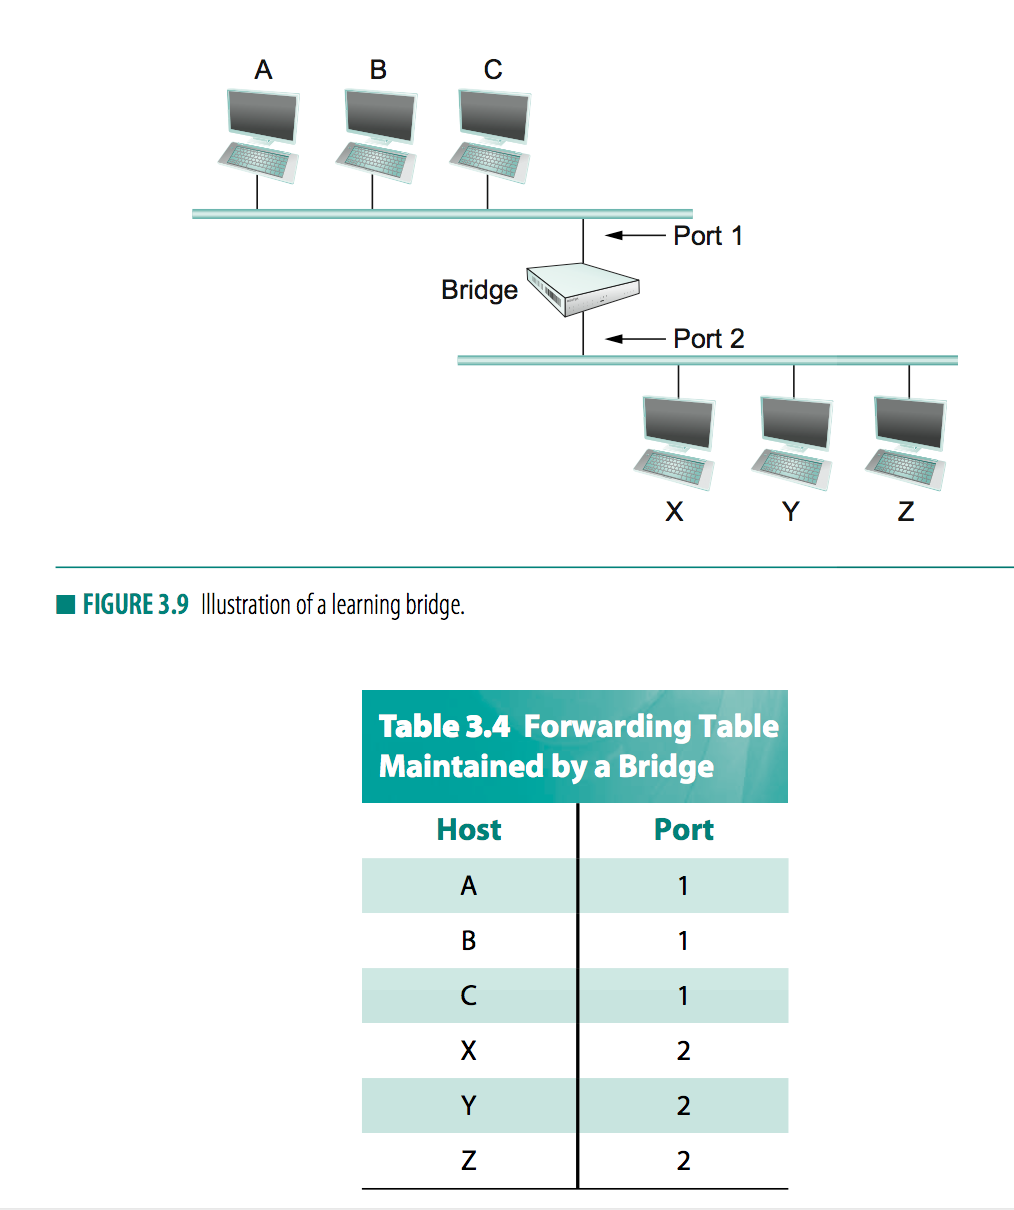 A B C
Port 1
Bridge
Port 2
X Y Z
■ FIGURE 3.9 Illustration of a learning bridge.
Table 3.4 Forwarding Table
Maintained by a Bridge
Host Port
A 1
B 1
C 1
X 2
Y 2
Z 2